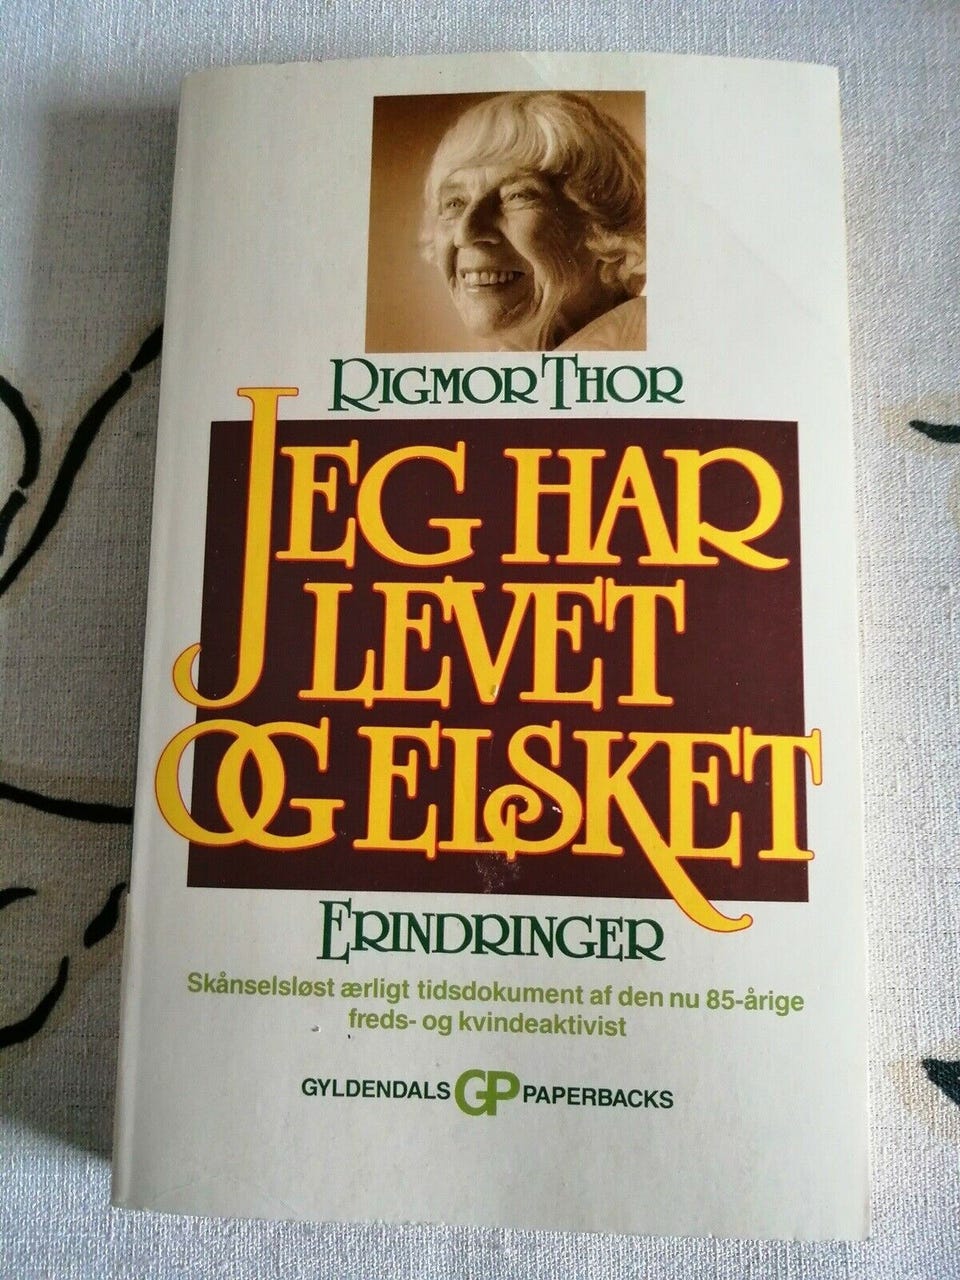 RIGMOR THOR
JEG HAR
LEVET
OG ELSKET
ERINDRINGER
Skånselsløst ærligt tidsdokument af den nu 85-årige
freds- og kvindeaktivist
GYLDENDALS GP PAPERBACKS